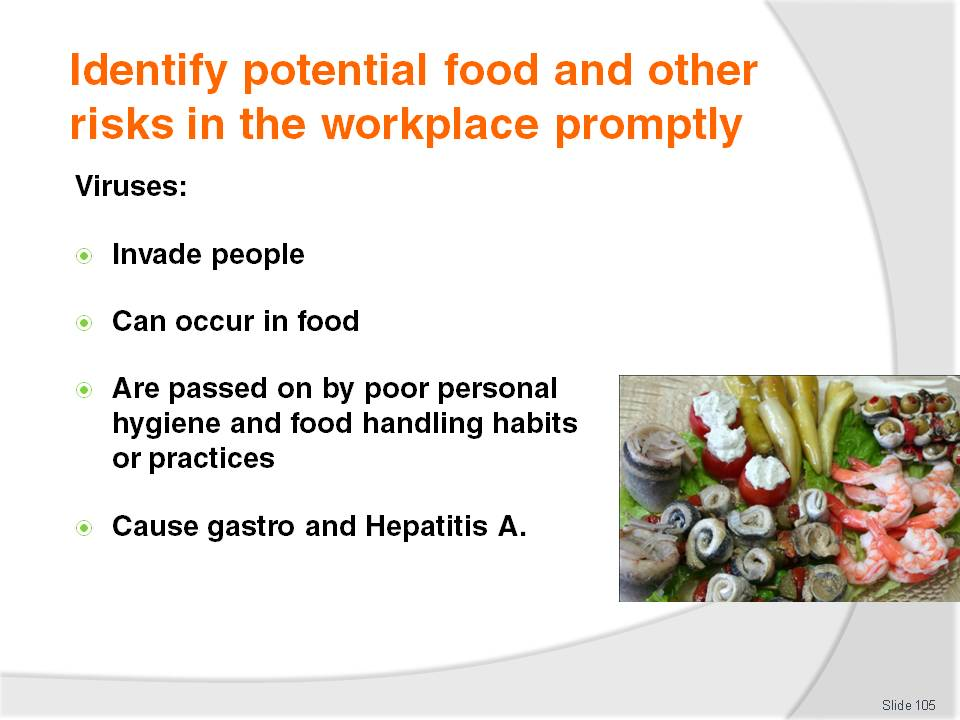 Identify potential food and other
risks in the workplace promptly
Viruses:
Invade people
Can occur in food
Are passed on by poor personal
hygiene and food handling habits
or practices
Cause gastro and Hepatitis A.
Slide 105